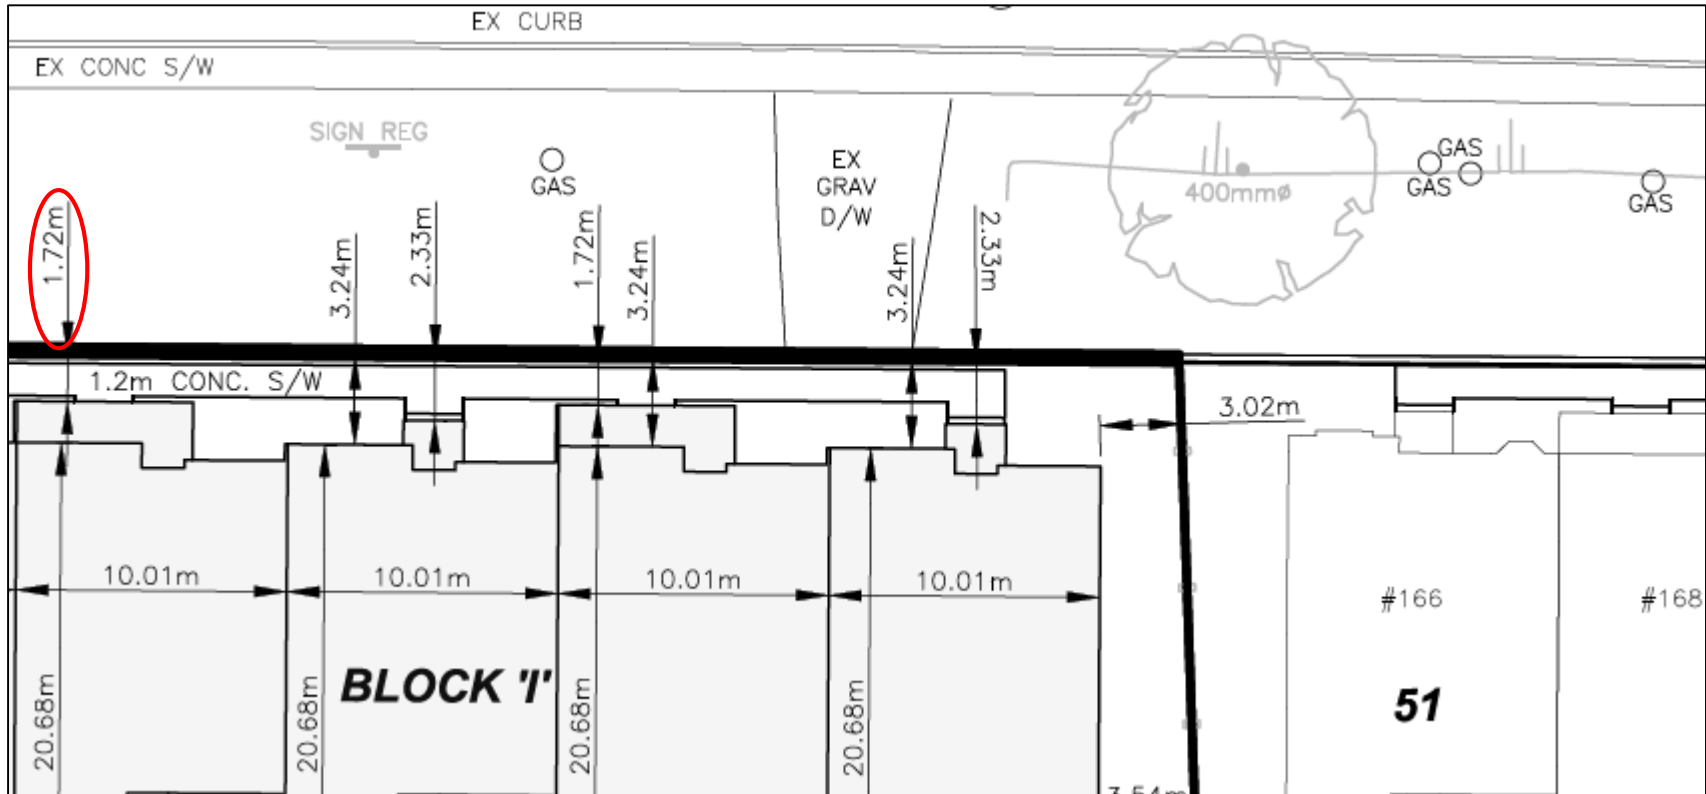 EX CURB
EX CONC S/W
SIGN REG
GAS
EX
GRAV
D/W
400mmø
GAS
GAS
GAS
1.72m
3.24m
2.33m
1.72m
3.24m
3.24m
2.33m
1.2m CONC. S/W
3.02m
10.01m
10.01m
10.01m
10.01m
#166
#168
BLOCK 'I'
51
20.68m
20.68m
20.68m
20.68m
3.54m